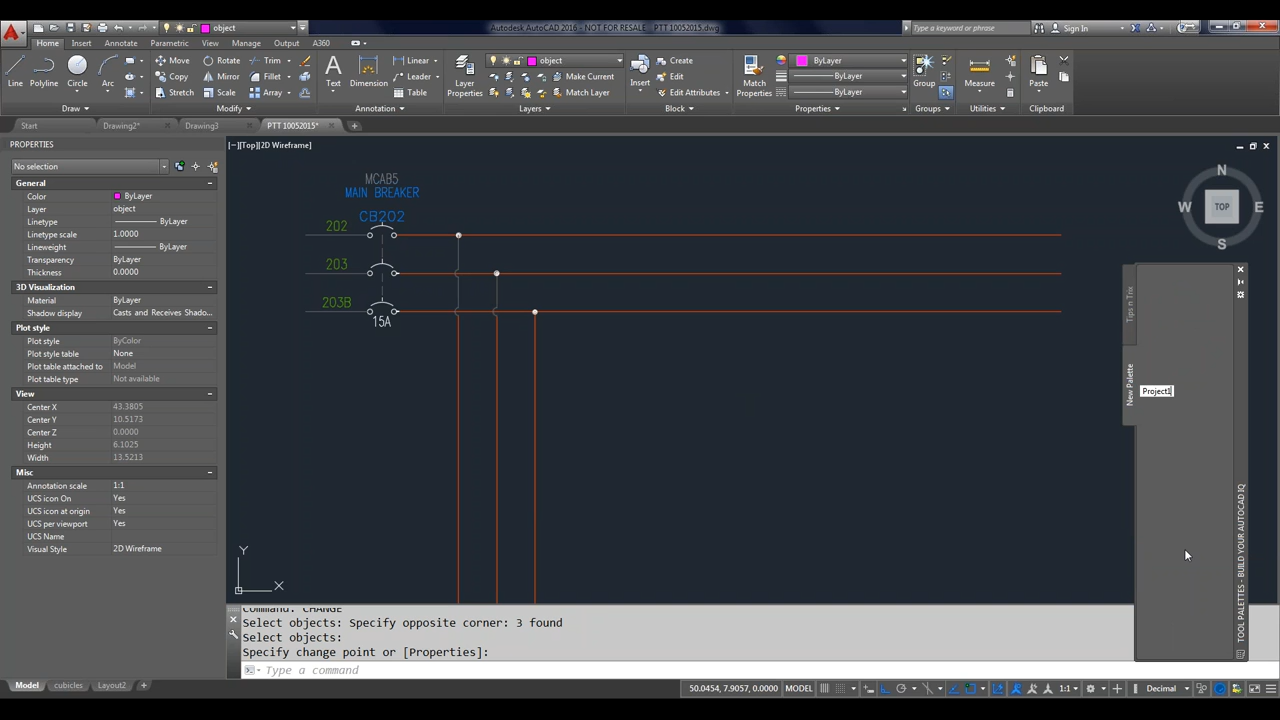 object
Autodesk AutoCAD 2016 - NOT FOR RESALE PTT 10052015.dwg
Type a keyword or phrase
Sign In
Home
Insert
Annotate
Parametric
View
Manage
Output
A360
Line
Polyline
Circle
Arc
Move
Rotate
Trim
Copy
Mirror
Fillet
Stretch
Scale
Array
Text
Dimension
Linear
Leader
Table
Layer
Properties
object
Make Current
Match Layer
Insert
Create
Edit
Edit Attributes
Match
Properties
ByLayer
ByLayer
ByLayer
Group
Measure
Paste
Draw
Modify
Annotation
Layers
Block
Properties
Groups
Utilities
Clipboard
Start
Drawing2*
Drawing3
PTT 10052015*
PROPERTIES
No selection
General
Color ByLayer
Layer object
Linetype ByLayer
Linetype scale 1.0000
Lineweight ByLayer
Transparency ByLayer
Thickness 0.0000
3D Visualization
Material ByLayer
Shadow display Casts and Receives Shado...
Plot style
Plot style ByColor
Plot style table None
Plot table attached to Model
Plot table type Not available
View
Center X 43.3805
Center Y 10.5173
Center Z 0.0000
Height 6.1025
Width 13.5213
Misc
Annotation scale 1:1
UCS icon On Yes
UCS icon at origin Yes
UCS per viewport Yes
UCS Name
Visual Style 2D Wireframe
[−][Top][2D Wireframe]
MCAB5
MAIN BREAKER
CB202
202
203
203B
15A
N
W TOP E
S
Tips n Trix
New Palette
Project1
TOOL PALETTES - BUILD YOUR AUTOCAD IQ
Y
X
Command: CHANGE
Select objects: Specify opposite corner: 3 found
Select objects:
Specify change point or [Properties]:
Type a command
Model
cubicles
Layout2
50.0454, 7.9057, 0.0000 MODEL
1:1
Decimal